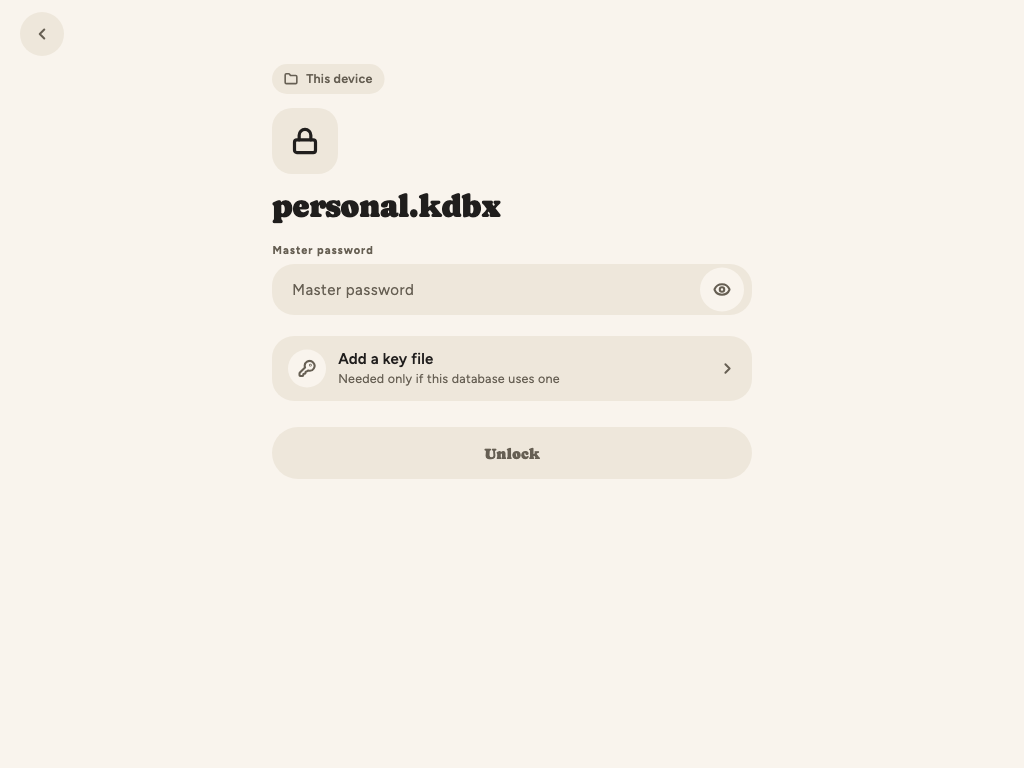 This device
personal.kdbx
Master password
Master password
Add a key file
Needed only if this database uses one
Unlock